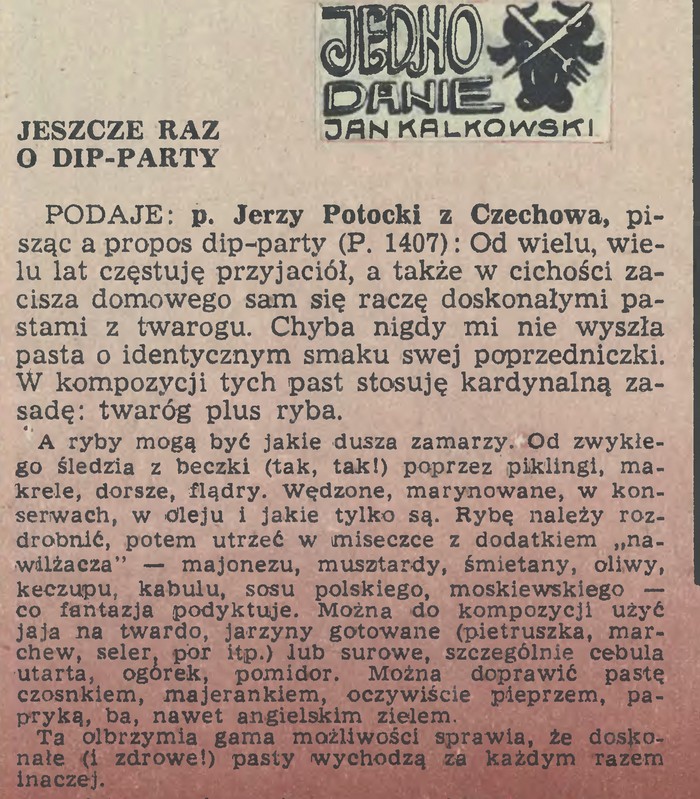 JEDNO
DANIE
JAN KALKOWSKI
JESZCZE RAZ
O DIP-PARTY
PODAJE: p. Jerzy Potocki z Czechowa, pi-
sząc a propos dip-party (P. 1407): Od wielu, wie-
lu lat częstuję przyjaciół, a także w cichości za-
cisza domowego sam się raczę doskonałymi pa-
stami z twarogu. Chyba nigdy mi nie wyszła
pasta o identycznym smaku swej poprzedniczki.
W kompozycji tych past stosuję kardynalną za-
sadę: twaróg plus ryba.
A ryby mogą być jakie dusza zamarzy. Od zwykłe-
go śledzia z beczki (tak, tak!) poprzez piklingi, ma-
krele, dorsze, flądry. Wędzone, marynowane, w kon-
serwach, w oleju i jakie tylko są. Rybę należy roz-
drobnić, potem utrzeć w miseczce z dodatkiem „na-
wilżacza" — majonezu, musztardy, śmietany, oliwy,
keczupu, kabulu, sosu polskiego, moskiewskiego —
co fantazja podyktuje. Można do kompozycji użyć
jaja na twardo, jarzyny gotowane (pietruszka, mar-
chew, seler, por itp.) lub surowe, szczególnie cebula
utarta, ogórek, pomidor. Można doprawić pastę
czosnkiem, majerankiem, oczywiście pieprzem, pa-
pryką, ba, nawet angielskim zielem.
Ta olbrzymia gama możliwości sprawia, że dosko-
nałe (i zdrowe!) pasty wychodzą za każdym razem
inaczej.